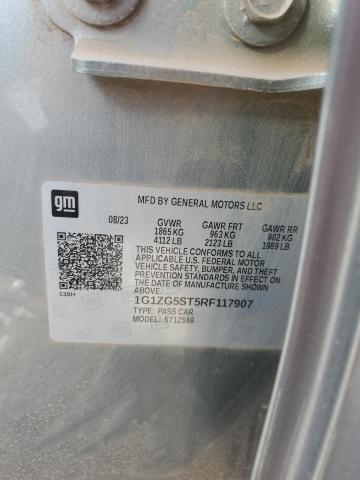 gm
MFD BY GENERAL MOTORS LLC
08/23 GVWR GAWR FRT GAWR RR
1865 KG 963 KG 902 KG
4112 LB 2123 LB 1989 LB
THIS VEHICLE CONFORMS TO ALL
APPLICABLE U.S. FEDERAL MOTOR
VEHICLE SAFETY, BUMPER, AND THEFT
PREVENTION STANDARDS IN EFFECT ON
THE DATE OF MANUFACTURE SHOWN
ABOVE.
1G1ZG5ST5RF117907
TYPE: PASS CAR
MODEL: S71ZS69